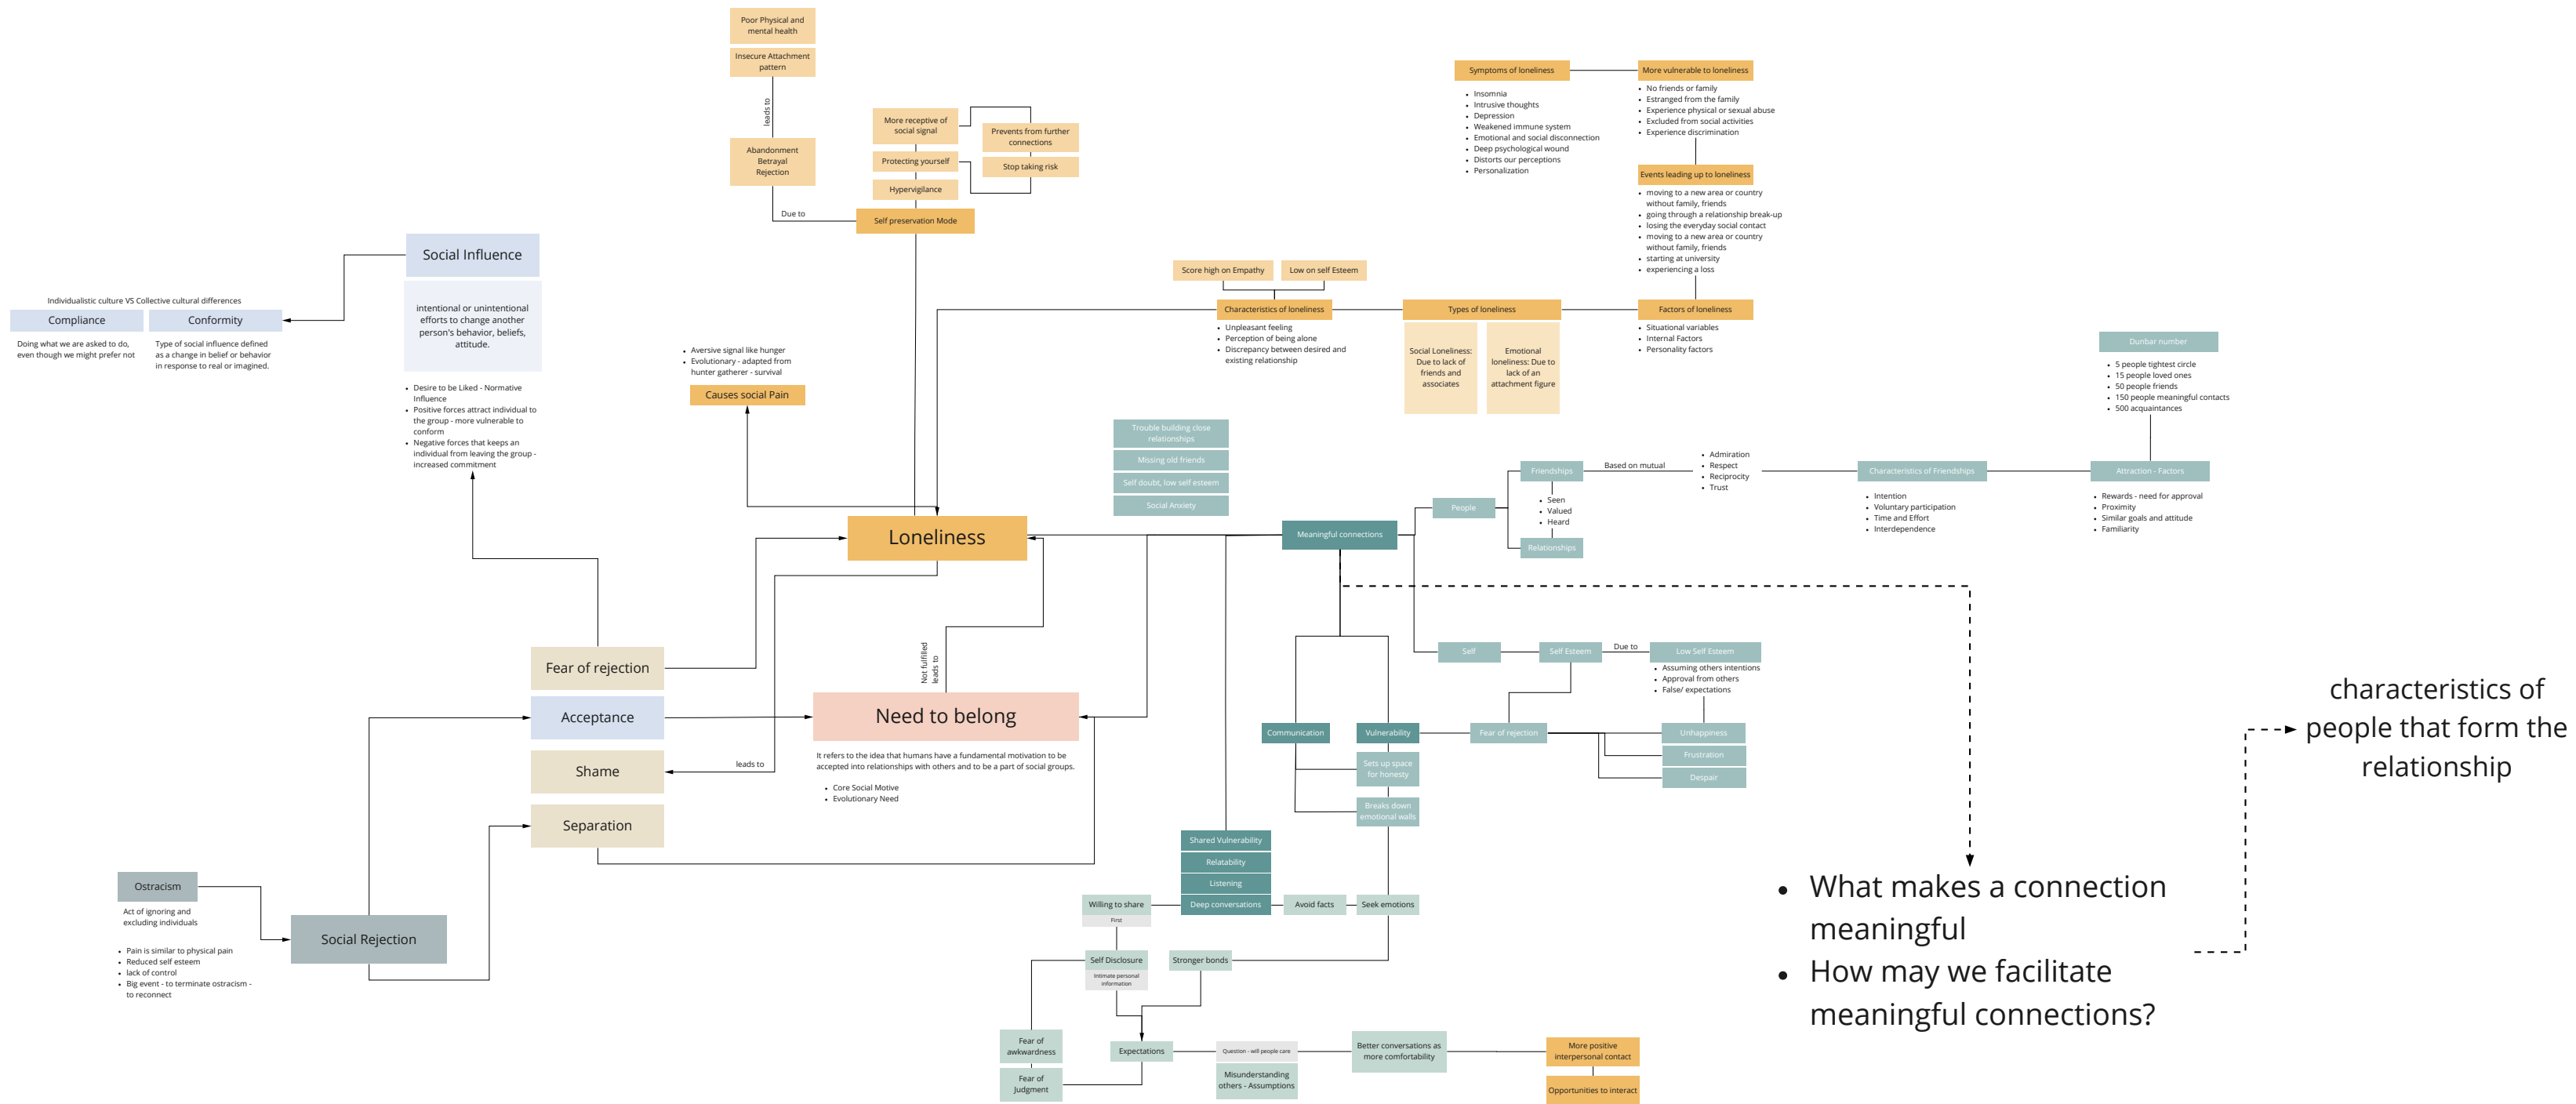 Poor Physical and
mental health
Insecure Attachment
pattern
leads to
Abandonment
Betrayal
Rejection
Due to
More receptive of
social signal
Protecting yourself
Hypervigilance
Self preservation Mode
Prevents from further
connections
Stop taking risk
Symptoms of loneliness
• Insomnia
• Intrusive thoughts
• Depression
• Weakened immune system
• Emotional and social disconnection
• Deep psychological wound
• Distorts our perceptions
• Personalization
More vulnerable to loneliness
• No friends or family
• Estranged from the family
• Experience physical or sexual abuse
• Excluded from social activities
• Experience discrimination
Events leading up to loneliness
• moving to a new area or country
without family, friends
• going through a relationship break-up
• losing the everyday social contact
• moving to a new area or country
without family, friends
• starting at university
• experiencing a loss
Factors of loneliness
• Situational variables
• Internal Factors
• Personality factors
Types of loneliness
Social Loneliness:
Due to lack of
friends and
associates
Emotional
loneliness: Due to
lack of an
attachment figure
Score high on Empathy
Low on self Esteem
Characteristics of loneliness
• Unpleasant feeling
• Perception of being alone
• Discrepancy between desired and
existing relationship
Social Influence
intentional or unintentional
efforts to change another
person's behavior, beliefs,
attitude.
• Desire to be Liked - Normative
Influence
• Positive forces attract individual to
the group - more vulnerable to
conform
• Negative forces that keeps an
individual from leaving the group -
increased commitment
Individualistic culture VS Collective cultural differences
Compliance
Doing what we are asked to do,
even though we might prefer not
Conformity
Type of social influence defined
as a change in belief or behavior
in response to real or imagined.
• Aversive signal like hunger
• Evolutionary - adapted from
hunter gatherer - survival
Causes social Pain
Loneliness
Trouble building close
relationships
Missing old friends
Self doubt, low self esteem
Social Anxiety
Meaningful connections
People
Friendships
• Seen
• Valued
• Heard
Relationships
Based on mutual
• Admiration
• Respect
• Reciprocity
• Trust
Characteristics of Friendships
• Intention
• Voluntary participation
• Time and Effort
• Interdependence
Dunbar number
• 5 people tightest circle
• 15 people loved ones
• 50 people friends
• 150 people meaningful contacts
• 500 acquaintances
Attraction - Factors
• Rewards - need for approval
• Proximity
• Similar goals and attitude
• Familiarity
Fear of rejection
Acceptance
Shame
Separation
leads to
Not fulfilled
leads to
Need to belong
It refers to the idea that humans have a fundamental motivation to be
accepted into relationships with others and to be a part of social groups.
• Core Social Motive
• Evolutionary Need
Self
Self Esteem
Due to
Low Self Esteem
• Assuming others intentions
• Approval from others
• False/ expectations
Communication
Vulnerability
Sets up space
for honesty
Breaks down
emotional walls
Fear of rejection
Unhappiness
Frustration
Despair
Ostracism
Act of ignoring and
excluding individuals
• Pain is similar to physical pain
• Reduced self esteem
• lack of control
• Big event - to terminate ostracism -
to reconnect
Social Rejection
Shared Vulnerability
Relatability
Listening
Deep conversations
Willing to share
First
Avoid facts
Seek emotions
Self Disclosure
Intimate personal
information
Stronger bonds
Fear of
awkwardness
Fear of
Judgment
Expectations
Question - will people care
Misunderstanding
others - Assumptions
Better conversations as
more comfortability
More positive
interpersonal contact
Opportunities to interact
• What makes a connection
meaningful
• How may we facilitate
meaningful connections?
characteristics of
people that form the
relationship